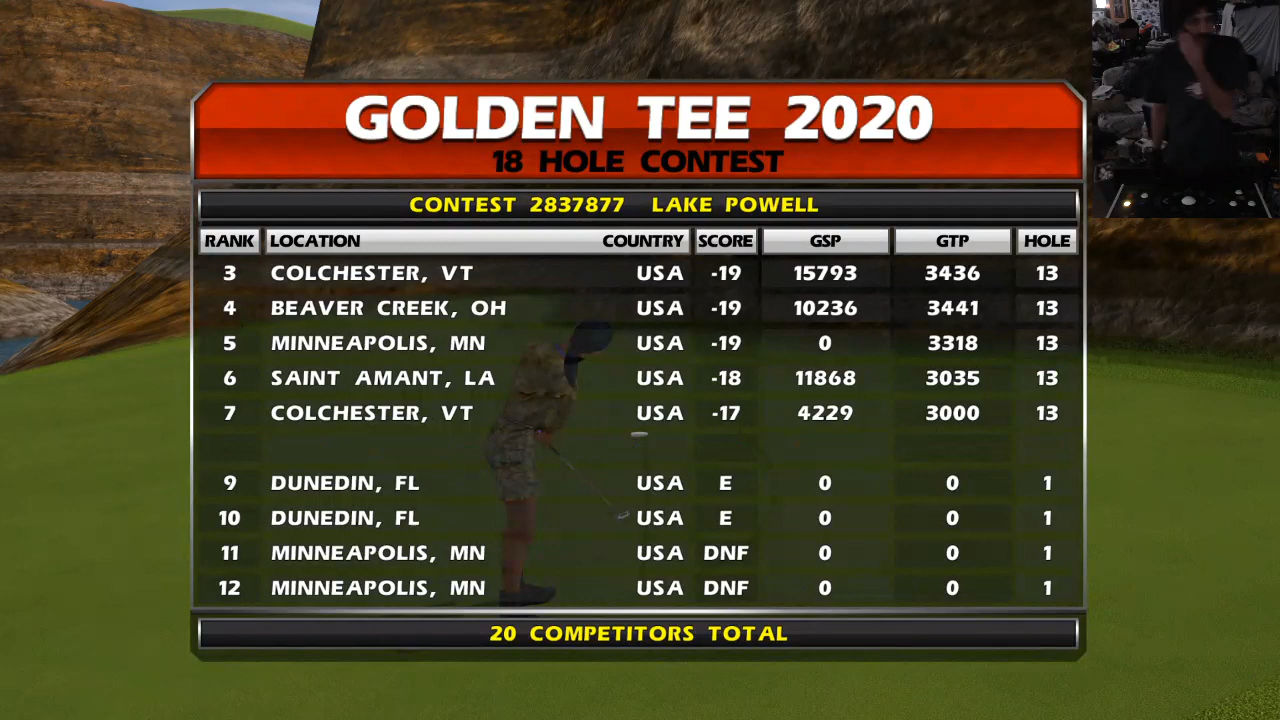 GOLDEN TEE 2020
18 HOLE CONTEST
CONTEST 2837877 LAKE POWELL
RANK LOCATION COUNTRY SCORE GSP GTP HOLE
3 COLCHESTER, VT USA -19 15793 3436 13
4 BEAVER CREEK, OH USA -19 10236 3441 13
5 MINNEAPOLIS, MN USA -19 0 3318 13
6 SAINT AMANT, LA USA -18 11868 3035 13
7 COLCHESTER, VT USA -17 4229 3000 13
9 DUNEDIN, FL USA E 0 0 1
10 DUNEDIN, FL USA E 0 0 1
11 MINNEAPOLIS, MN USA DNF 0 0 1
12 MINNEAPOLIS, MN USA DNF 0 0 1
20 COMPETITORS TOTAL